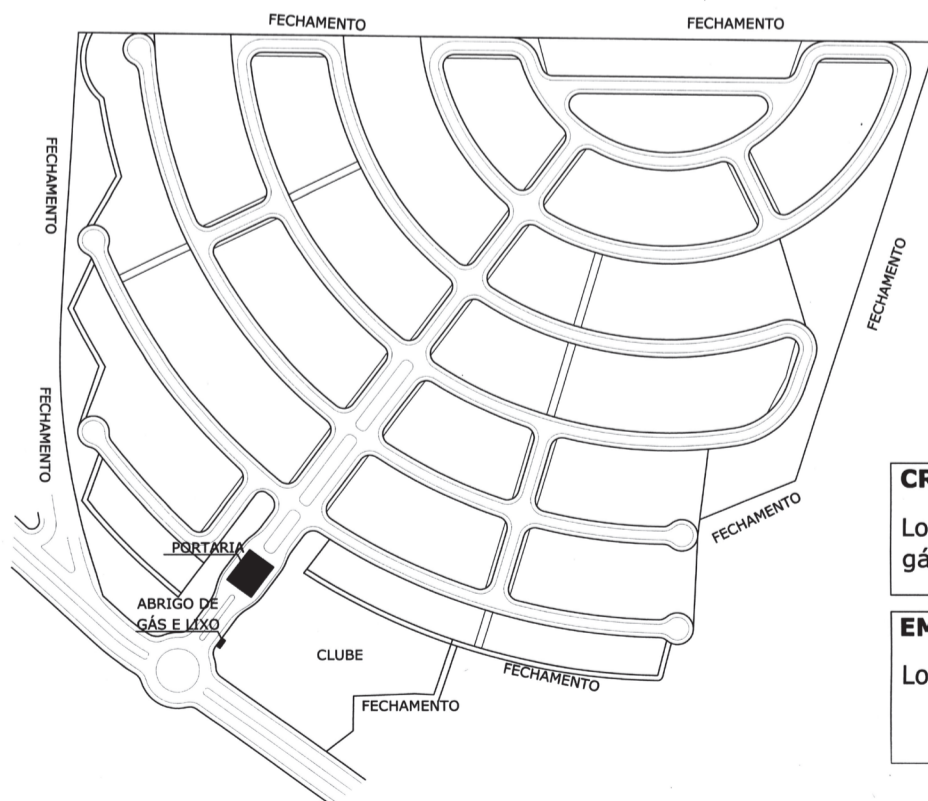 FECHAMENTO
FECHAMENTO
FECHAMENTO
FECHAMENTO
FECHAMENTO
FECHAMENTO
PORTARIA
ABRIGO DE
GÁS E LIXO
CLUBE
FECHAMENTO
FECHAMENTO
CR
Lo
gá
EM
Lo